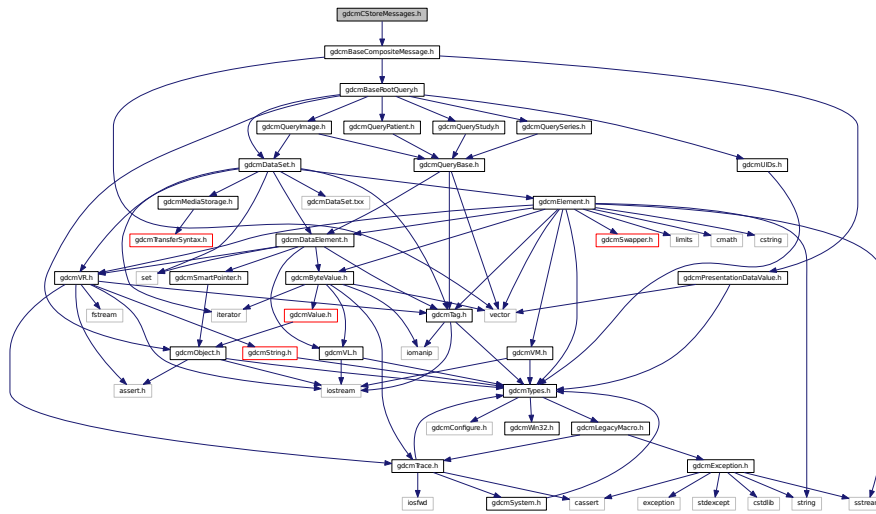 gdcmCStoreMessages.h
gdcmBaseCompositeMessage.h
gdcmBaseRootQuery.h
gdcmQueryImage.h
gdcmQueryPatient.h
gdcmQueryStudy.h
gdcmQuerySeries.h
gdcmDataSet.h
gdcmQueryBase.h
gdcmUIDs.h
gdcmMediaStorage.h
gdcmDataSet.txx
gdcmElement.h
gdcmTransferSyntax.h
gdcmDataElement.h
gdcmSwapper.h
limits
cmath
cstring
gdcmVR.h
set
gdcmSmartPointer.h
gdcmByteValue.h
gdcmPresentationDataValue.h
fstream
iterator
gdcmValue.h
gdcmTag.h
vector
gdcmObject.h
gdcmString.h
gdcmVL.h
iomanip
gdcmVM.h
assert.h
iostream
gdcmTypes.h
gdcmConfigure.h
gdcmWin32.h
gdcmLegacyMacro.h
gdcmTrace.h
gdcmException.h
iosfwd
gdcmSystem.h
cassert
exception
stdexcept
cstdlib
string
sstream